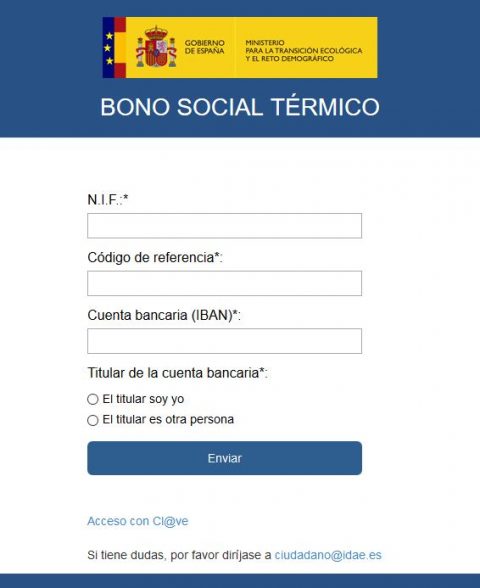 GOBIERNO
DE ESPAÑA
MINISTERIO
PARA LA TRANSICIÓN ECOLÓGICA
Y EL RETO DEMOGRÁFICO
BONO SOCIAL TÉRMICO
N.I.F.:*
Código de referencia*:
Cuenta bancaria (IBAN)*:
Titular de la cuenta bancaria*:
El titular soy yo
El titular es otra persona
Enviar
Acceso con Cl@ve
Si tiene dudas, por favor diríjase a ciudadano@idae.es